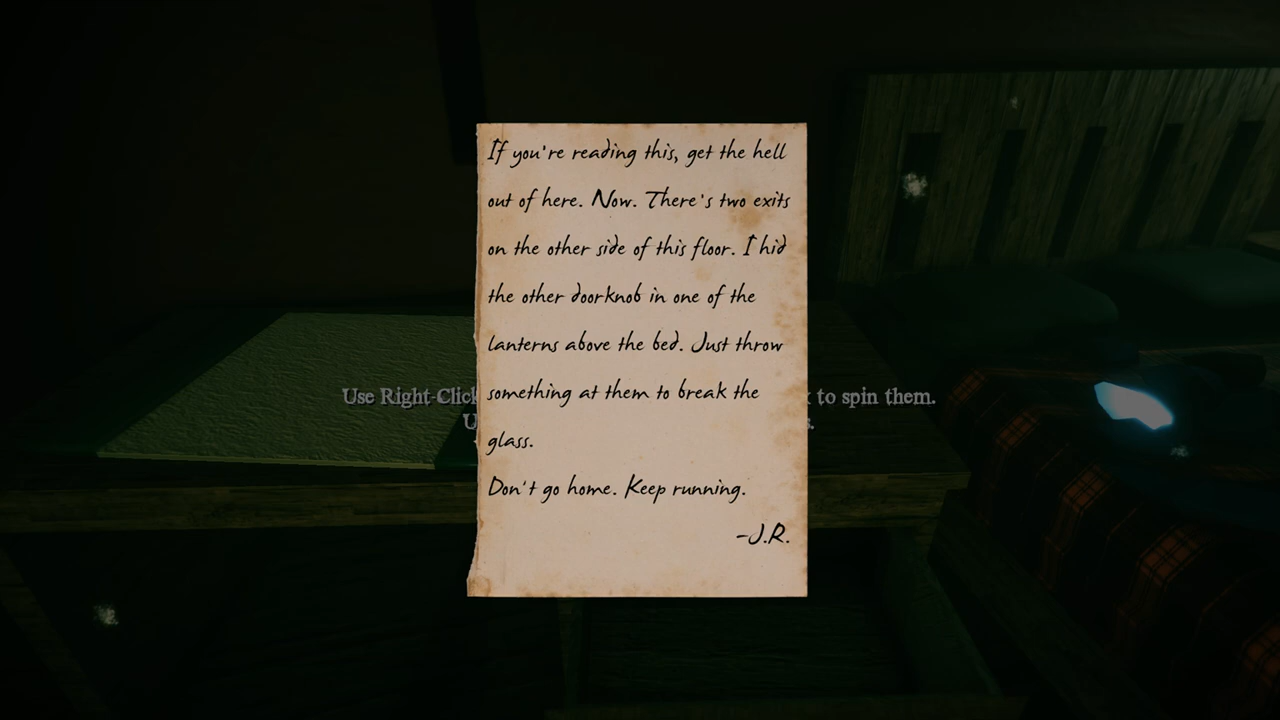 If you're reading this, get the hell
out of here. Now. There's two exits
on the other side of this floor. I hid
the other doorknob in one of the
lanterns above the bed. Just throw
something at them to break the
glass.
Don't go home. Keep running.
-J.R.
Use Right-Click to spin them.